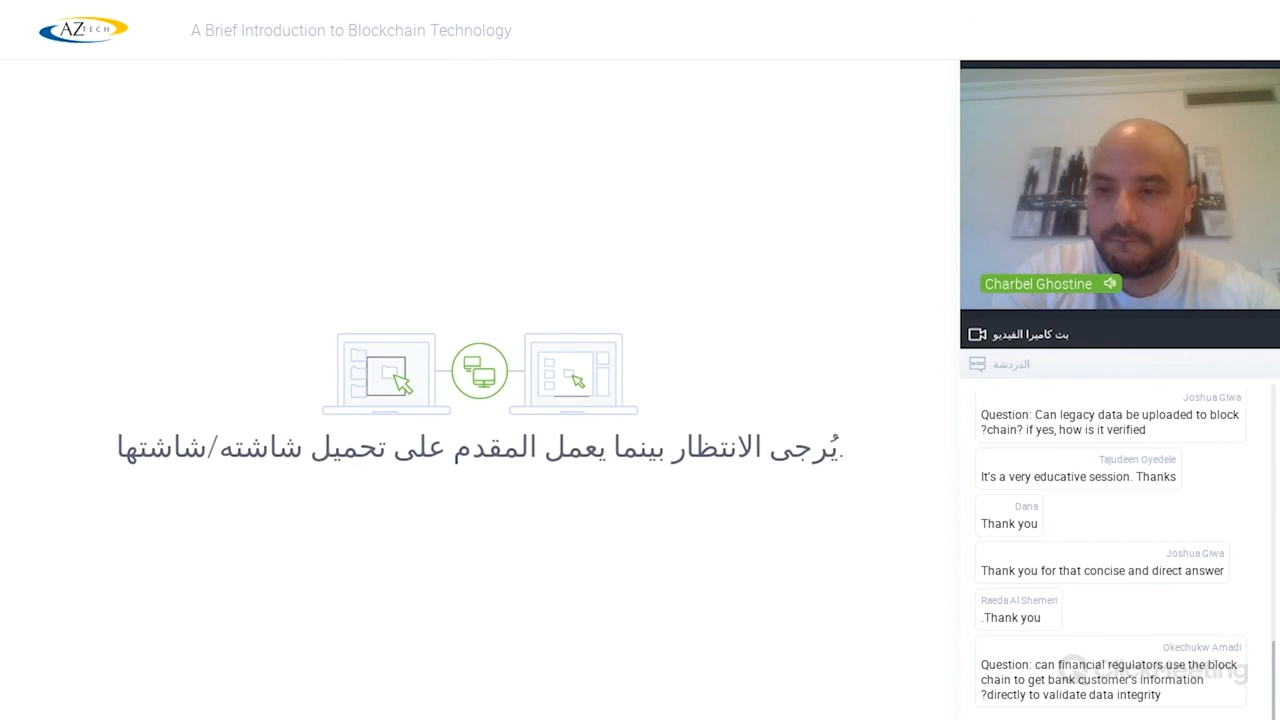 AZTECH
A Brief Introduction to Blockchain Technology
Charbel Ghostine
بث كاميرا الفيديو
الدردشة
Joshua Giwa
Question: Can legacy data be uploaded to block
?chain? if yes, how is it verified
Tajudeen Oyedele
It's a very educative session. Thanks
Dana
Thank you
Joshua Giwa
Thank you for that concise and direct answer
Raeda Al Shemeri
.Thank you
Okechukw Amadi
Question: can financial regulators use the block
chain to get bank customer's information
?directly to validate data integrity
ClickMeeting
يُرجى الانتظار بينما يعمل المقدم على تحميل شاشته/شاشتها.